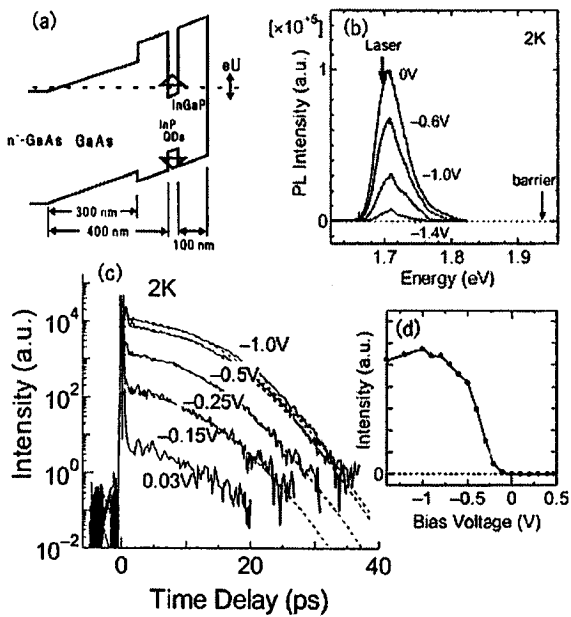 (a)
eU
InGaP
InP
QDs
n⁺-GaAs GaAs
300 nm
400 nm
100 nm
(b)
[×10⁺⁵]
2K
Laser
0V
−0.6V
−1.0V
−1.4V
barrier
1
0
PL Intensity (a.u.)
1.7 1.8 1.9
Energy (eV)
(c)
2K
−1.0V
−0.5V
−0.25V
−0.15V
0.03V
10⁴
10²
10⁰
10⁻²
Intensity (a.u.)
0 20 40
Time Delay (ps)
(d)
Intensity (a.u.)
−1 −0.5 0 0.5
Bias Voltage (V)